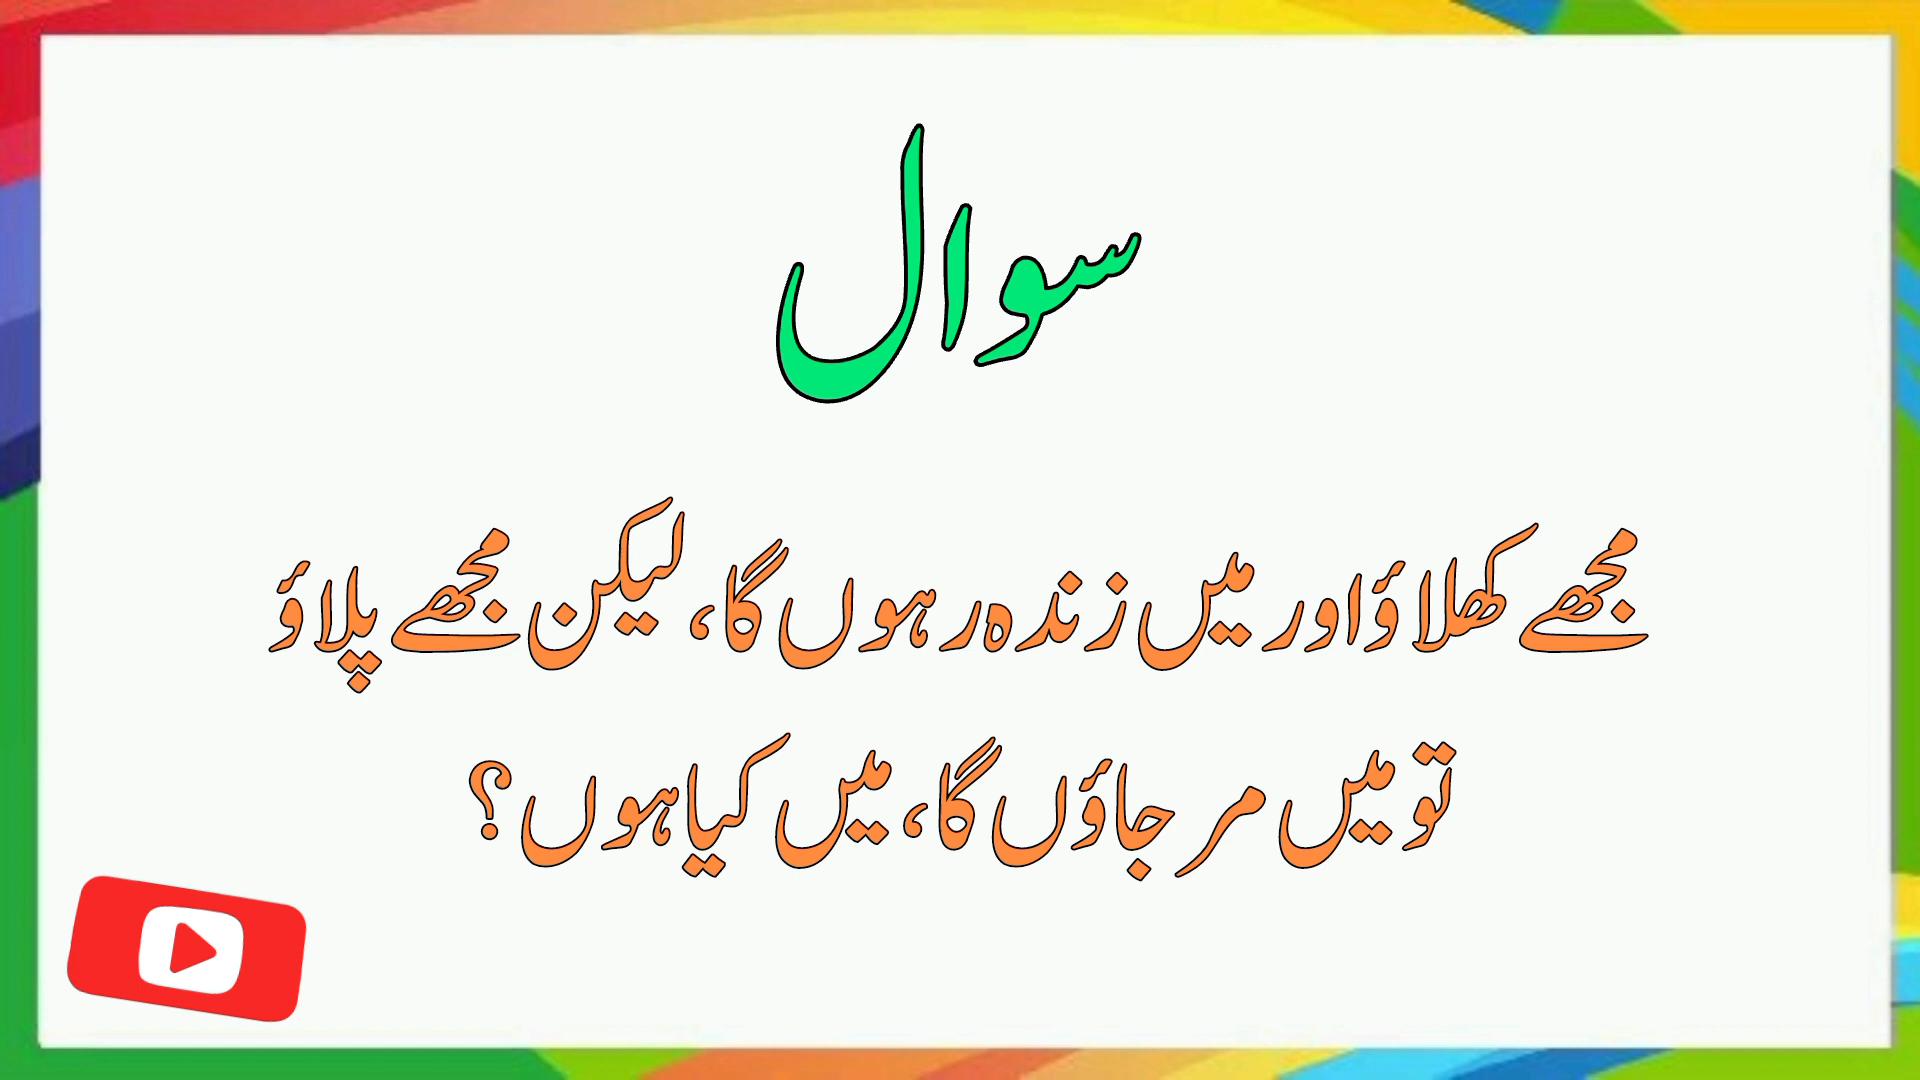 سوال
مجھے کھلاؤ اور میں زندہ رہوں گا، لیکن مجھے پلاؤ
تو میں مر جاؤں گا، میں کیا ہوں؟